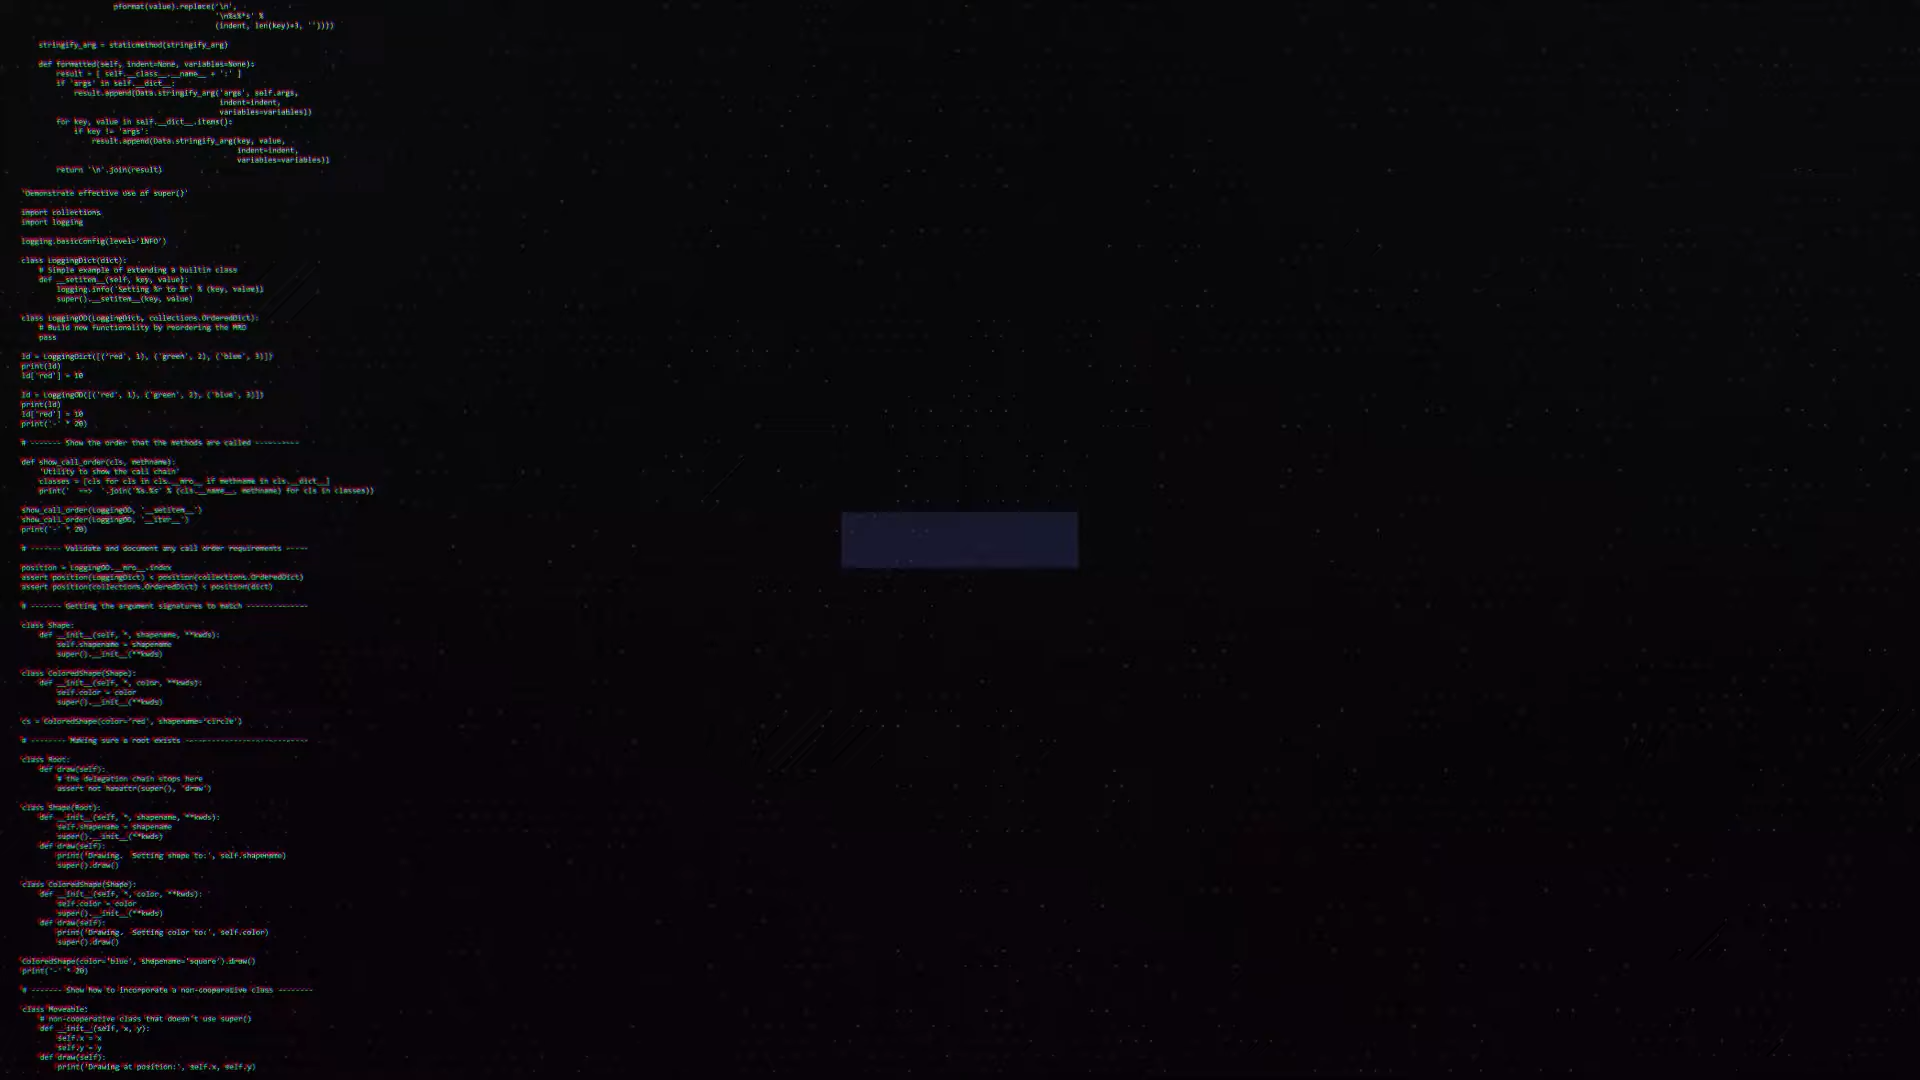 pformat(value).replace('\n',
'\n%s%*s' %
(indent, len(key)+3, ''))))
stringify_arg = staticmethod(stringify_arg)
def formatted(self, indent=None, variables=None):
result = [ self.__class__.__name__ + ':' ]
if 'args' in self.__dict__:
result.append(Data.stringify_arg('args', self.args,
indent=indent,
variables=variables))
for key, value in self.__dict__.items():
if key != 'args':
result.append(Data.stringify_arg(key, value,
indent=indent,
variables=variables))
return '\n'.join(result)
'Demonstrate effective use of super()'
import collections
import logging
logging.basicConfig(level='INFO')
class LoggingDict(dict):
# Simple example of extending a builtin class
def __setitem__(self, key, value):
logging.info('Setting %r to %r' % (key, value))
super().__setitem__(key, value)
class LoggingOD(LoggingDict, collections.OrderedDict):
# Build new functionality by reordering the MRO
pass
ld = LoggingDict([('red', 1), ('green', 2), ('blue', 3)])
print(ld)
ld['red'] = 10
ld = LoggingOD([('red', 1), ('green', 2), ('blue', 3)])
print(ld)
ld['red'] = 10
print('-' * 20)
# ------- Show the order that the methods are called ----------
def show_call_order(cls, methname):
'Utility to show the call chain'
classes = [cls for cls in cls.__mro__ if methname in cls.__dict__]
print('  ==>  '.join('%s.%s' % (cls.__name__, methname) for cls in classes))
show_call_order(LoggingOD, '__setitem__')
show_call_order(LoggingOD, '__iter__')
print('-' * 20)
# ------- Validate and document any call order requirements -----
position = LoggingOD.__mro__.index
assert position(LoggingDict) < position(collections.OrderedDict)
assert position(collections.OrderedDict) < position(dict)
# ------- Getting the argument signatures to match --------------
class Shape:
def __init__(self, *, shapename, **kwds):
self.shapename = shapename
super().__init__(**kwds)
class ColoredShape(Shape):
def __init__(self, *, color, **kwds):
self.color = color
super().__init__(**kwds)
cs = ColoredShape(color='red', shapename='circle')
# ------- Making sure a root exists ----------------------------
class Root:
def draw(self):
# the delegation chain stops here
assert not hasattr(super(), 'draw')
class Shape(Root):
def __init__(self, *, shapename, **kwds):
self.shapename = shapename
super().__init__(**kwds)
def draw(self):
print('Drawing.  Setting shape to:', self.shapename)
super().draw()
class ColoredShape(Shape):
def __init__(self, *, color, **kwds):
self.color = color
super().__init__(**kwds)
def draw(self):
print('Drawing.  Setting color to:', self.color)
super().draw()
ColoredShape(color='blue', shapename='square').draw()
print('-' * 20)
# ------- Show how to incorporate a non-cooperative class --------
class Moveable:
# non-cooperative class that doesn't use super()
def __init__(self, x, y):
self.x = x
self.y = y
def draw(self):
print('Drawing at position:', self.x, self.y)